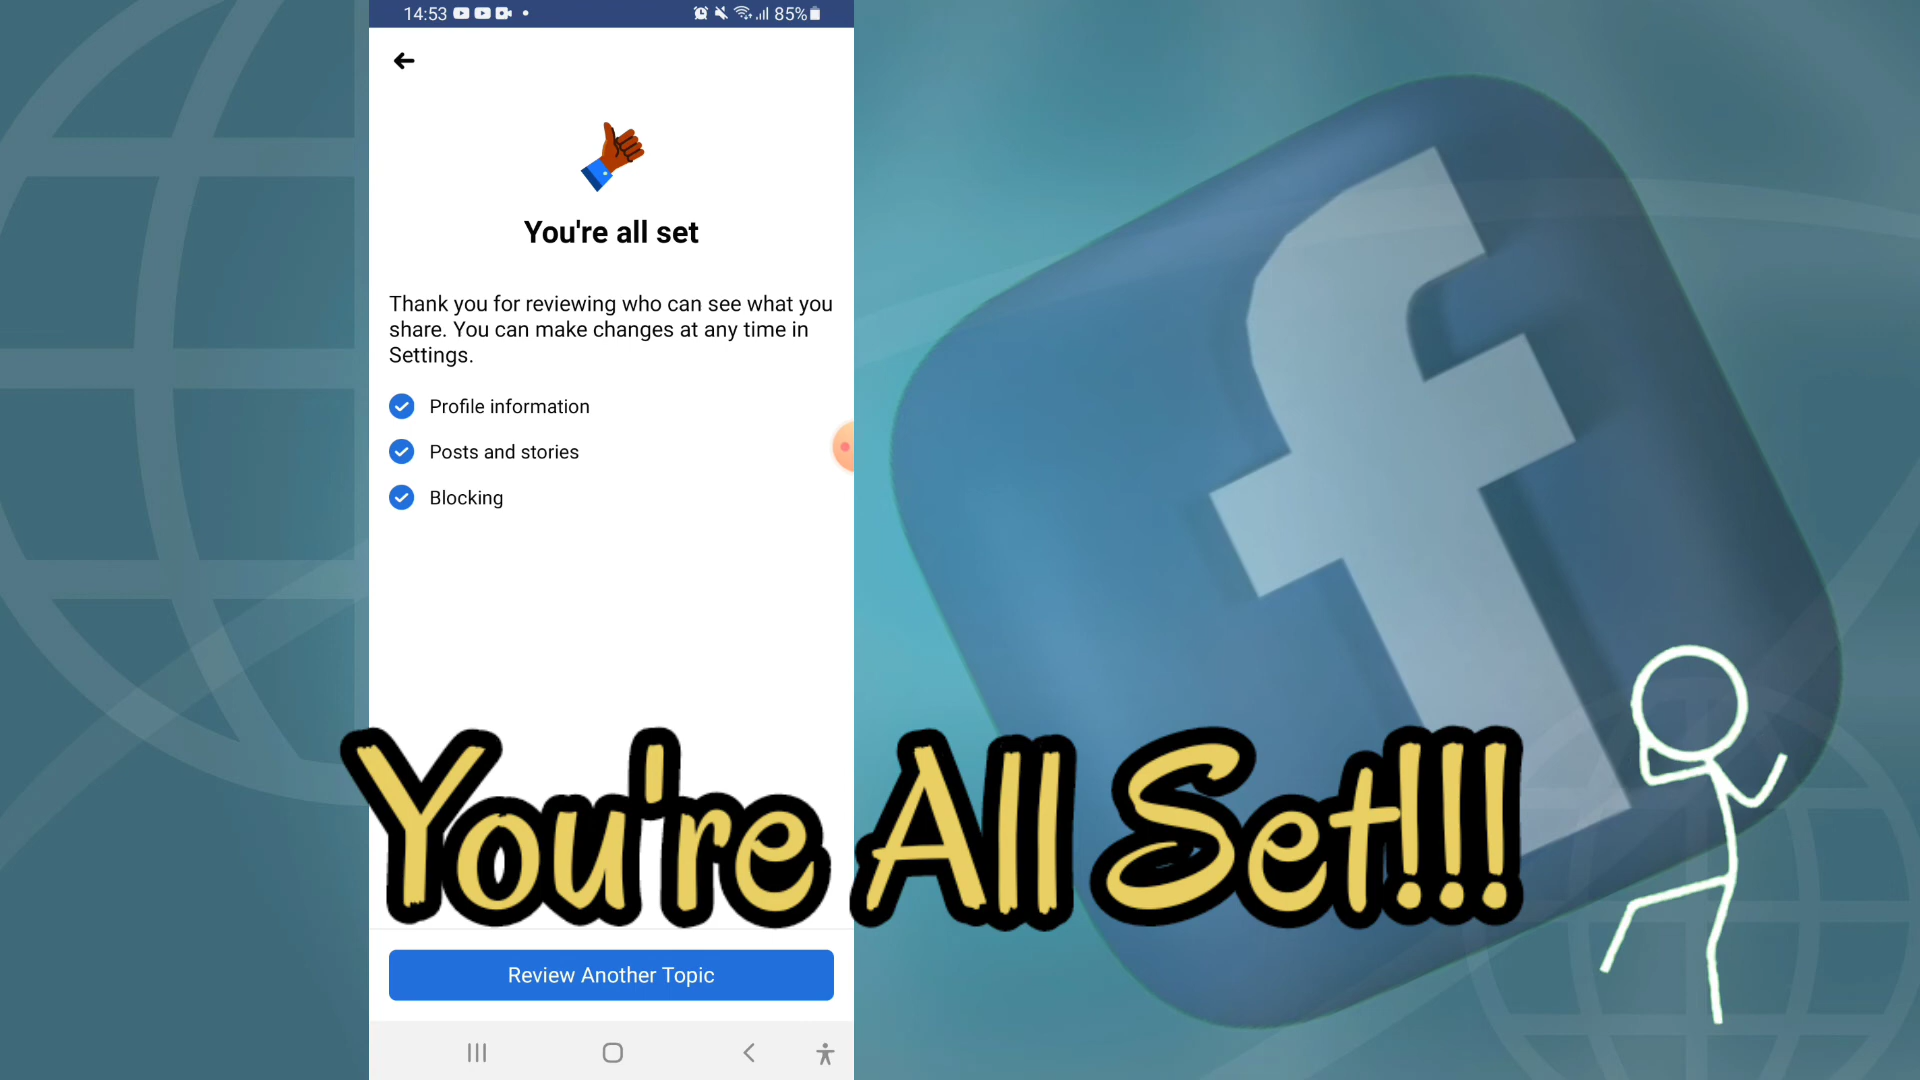 14:53
85%
You're all set
Thank you for reviewing who can see what you
share. You can make changes at any time in
Settings.
Profile information
Posts and stories
Blocking
You're All Set!!!
Review Another Topic
f